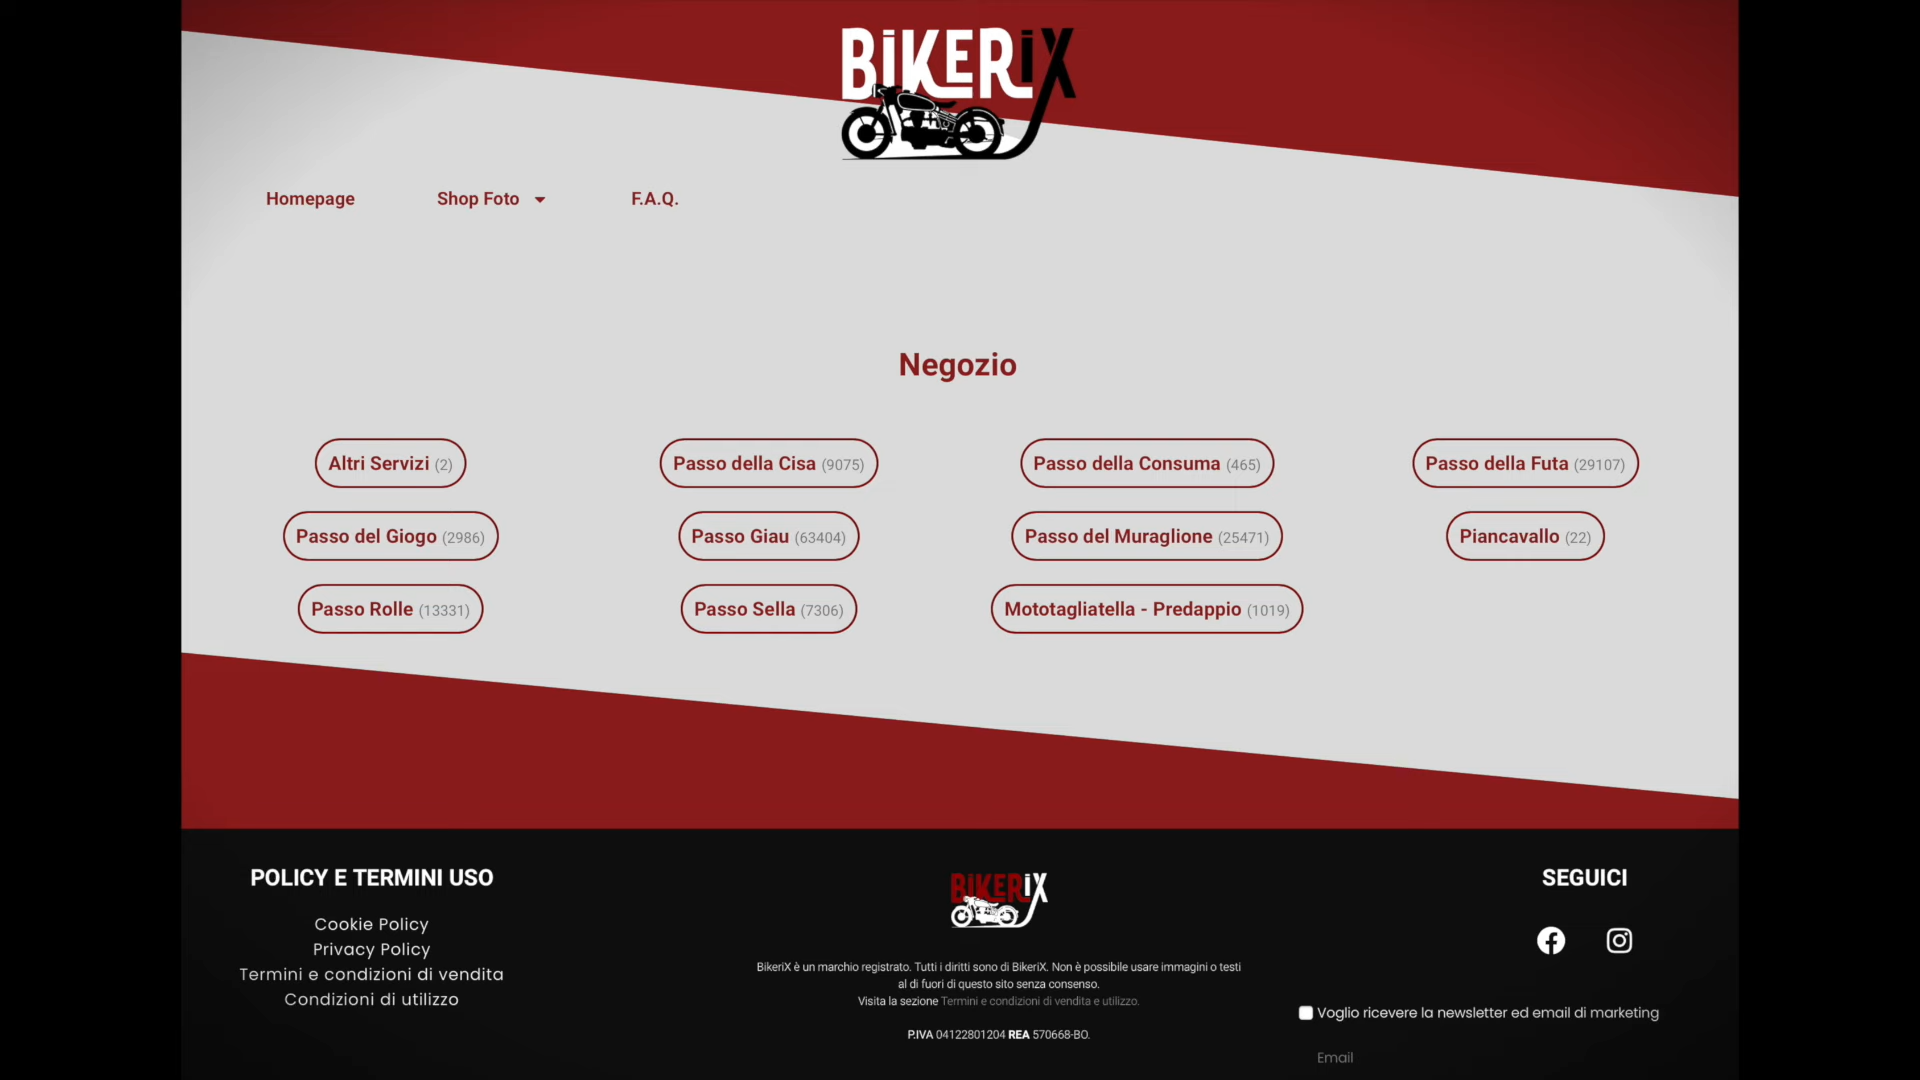 BiKERiX
Homepage
Shop Foto
F.A.Q.
Negozio
Altri Servizi (2)
Passo della Cisa (9075)
Passo della Consuma (465)
Passo della Futa (29107)
Passo del Giogo (2986)
Passo Giau (63404)
Passo del Muraglione (25471)
Piancavallo (22)
Passo Rolle (13331)
Passo Sella (7306)
Mototagliatella - Predappio (1019)
POLICY E TERMINI USO
Cookie Policy
Privacy Policy
Termini e condizioni di vendita
Condizioni di utilizzo
BiKERiX
BikeriX è un marchio registrato. Tutti i diritti sono di BikeriX. Non è possibile usare immagini o testi
al di fuori di questo sito senza consenso.
Visita la sezione Termini e condizioni di vendita e utilizzo.
P.IVA 04122801204 REA 570668-BO.
SEGUICI
Voglio ricevere la newsletter ed email di marketing
Email